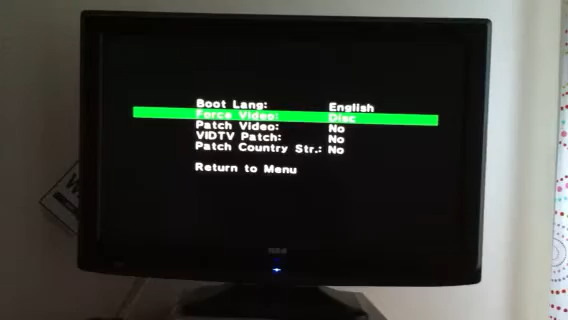 Boot Lang: English
Force Video: Disc
Patch Video: No
VIDTV Patch: No
Patch Country Str.: No
Return to Menu
RCA